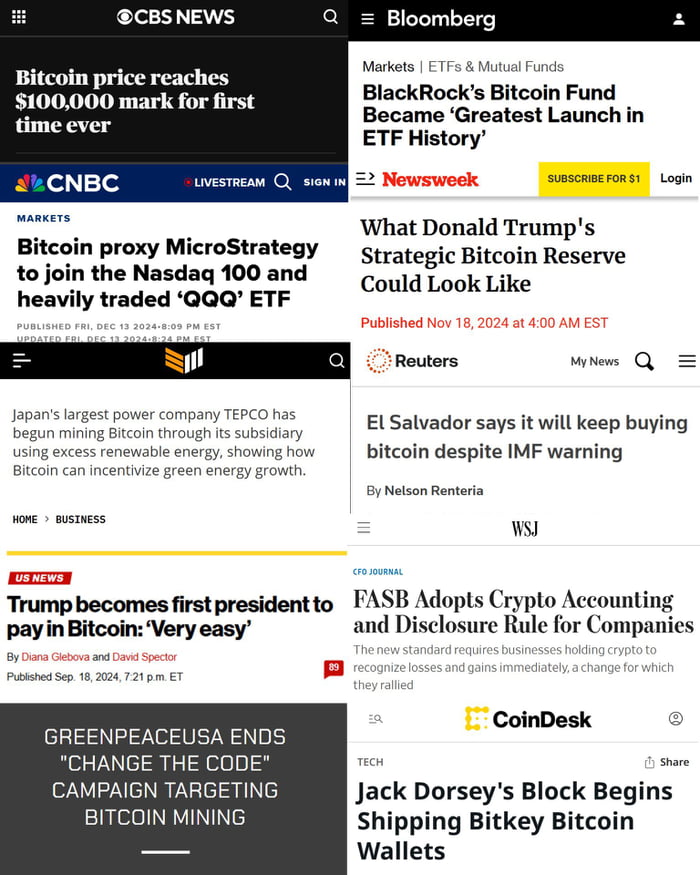 CBS NEWS
Bitcoin price reaches
$100,000 mark for first
time ever
CNBC
LIVESTREAM
SIGN IN
MARKETS
Bitcoin proxy MicroStrategy
to join the Nasdaq 100 and
heavily traded ‘QQQ’ ETF
PUBLISHED FRI, DEC 13 2024•8:09 PM EST
UPDATED FRI, DEC 13 2024•8:24 PM EST
Japan's largest power company TEPCO has
begun mining Bitcoin through its subsidiary
using excess renewable energy, showing how
Bitcoin can incentivize green energy growth.
HOME > BUSINESS
US NEWS
Trump becomes first president to
pay in Bitcoin: ‘Very easy’
By Diana Glebova and David Spector
Published Sep. 18, 2024, 7:21 p.m. ET
89
GREENPEACEUSA ENDS
"CHANGE THE CODE"
CAMPAIGN TARGETING
BITCOIN MINING
Bloomberg
Markets | ETFs & Mutual Funds
BlackRock’s Bitcoin Fund
Became ‘Greatest Launch in
ETF History’
Newsweek
SUBSCRIBE FOR $1
Login
What Donald Trump's
Strategic Bitcoin Reserve
Could Look Like
Published Nov 18, 2024 at 4:00 AM EST
Reuters
My News
El Salvador says it will keep buying
bitcoin despite IMF warning
By Nelson Renteria
WSJ
CFO JOURNAL
FASB Adopts Crypto Accounting
and Disclosure Rule for Companies
The new standard requires businesses holding crypto to
recognize losses and gains immediately, a change for which
they rallied
CoinDesk
TECH
Share
Jack Dorsey's Block Begins
Shipping Bitkey Bitcoin
Wallets